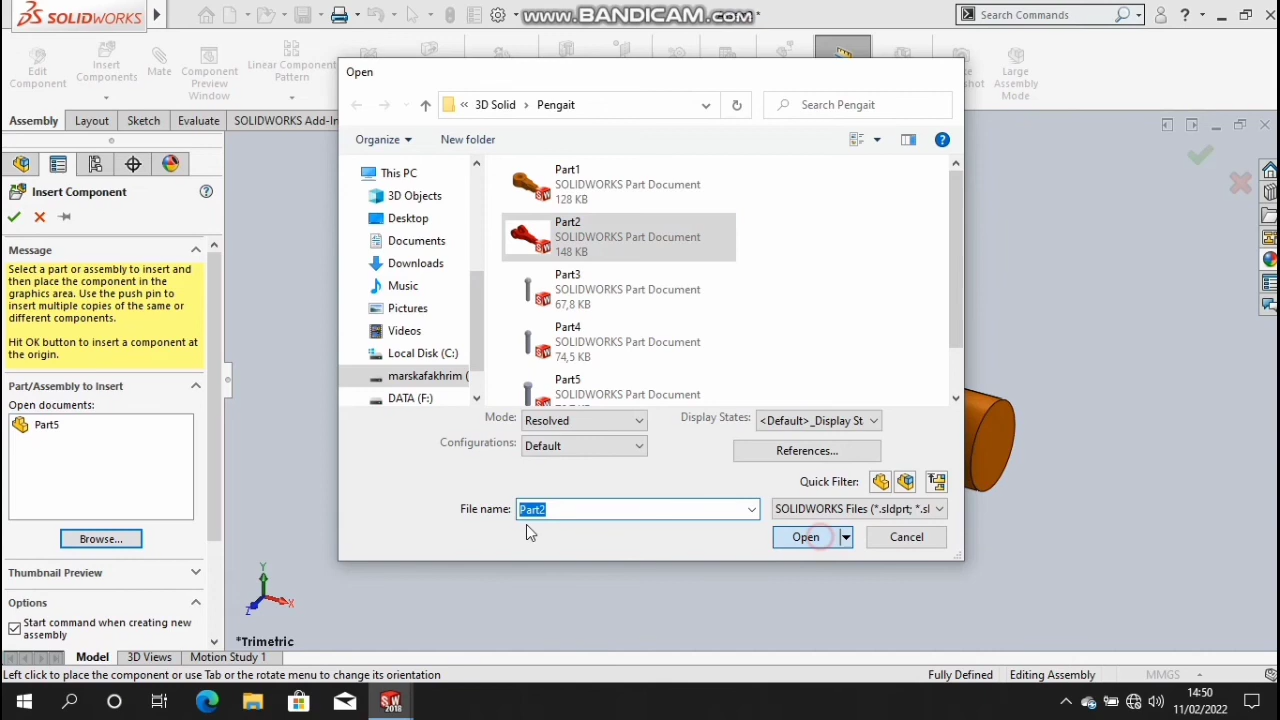 SOLIDWORKS
www.BANDICAM.com
Search Commands
Edit Component
Insert Components
Mate
Component Preview Window
Linear Component Pattern
Large Assembly Mode
Assembly
Layout
Sketch
Evaluate
SOLIDWORKS Add-In
Insert Component
Message
Select a part or assembly to insert and
then place the component in the
graphics area. Use the push pin to
insert multiple copies of the same or
different components.
Hit OK button to insert a component at
the origin.
Part/Assembly to Insert
Open documents:
Part5
Browse...
Thumbnail Preview
Options
Start command when creating new
assembly
Open
3D Solid
Pengait
Search Pengait
Organize
New folder
This PC
3D Objects
Desktop
Documents
Downloads
Music
Pictures
Videos
Local Disk (C:)
marskafakhrim (
DATA (F:)
Part1
SOLIDWORKS Part Document
128 KB
Part2
SOLIDWORKS Part Document
148 KB
Part3
SOLIDWORKS Part Document
67,8 KB
Part4
SOLIDWORKS Part Document
74,5 KB
Part5
SOLIDWORKS Part Document
Mode:
Resolved
Display States:
<Default>_Display St
Configurations:
Default
References...
Quick Filter:
File name:
Part2
SOLIDWORKS Files (*.sldprt; *.sl
Open
Cancel
Y
X
Z
*Trimetric
Model
3D Views
Motion Study 1
Left click to place the component or use Tab or the rotate menu to change its orientation
Fully Defined
Editing Assembly
MMGS
SW
2018
14:50
11/02/2022